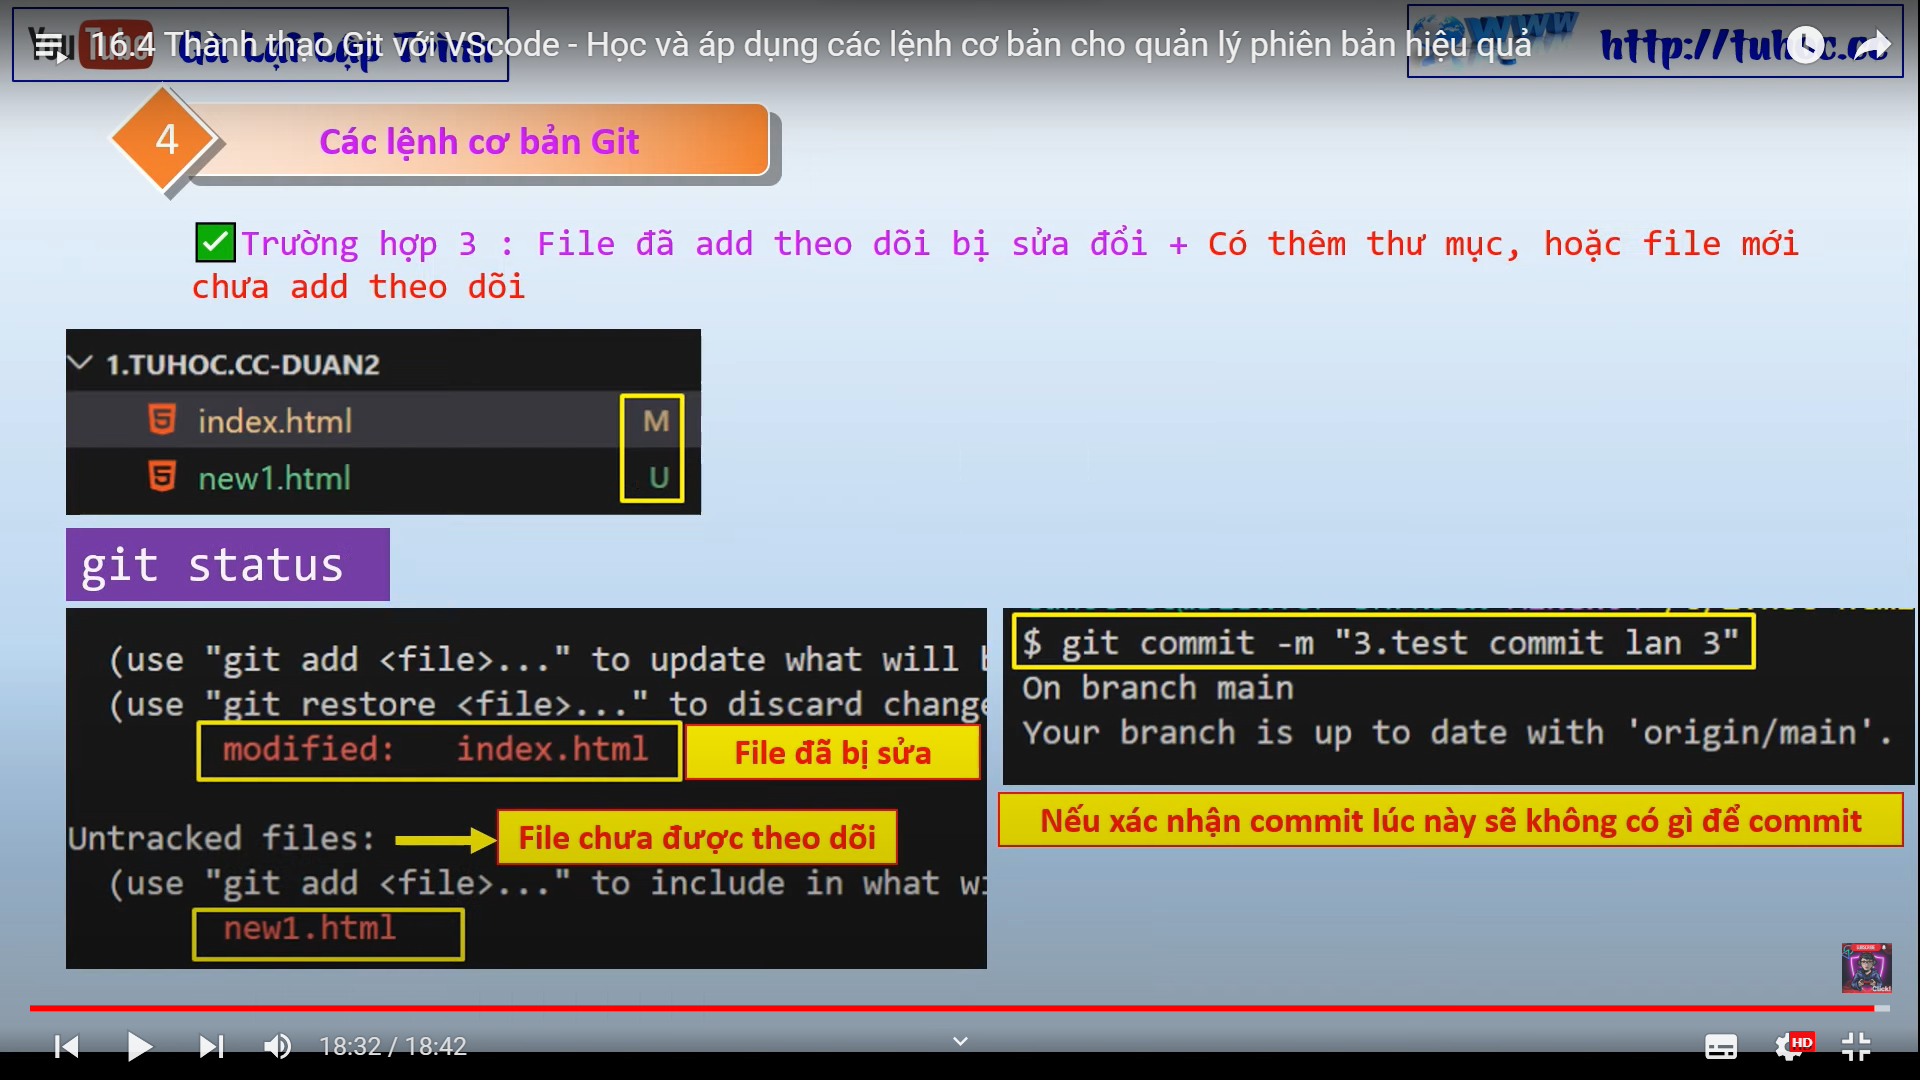 16.4 Thành thạo Git với VScode - Học và áp dụng các lệnh cơ bản cho quản lý phiên bản hiệu quả
YouTube Gà Lại Lập Trình
WWW
4
Các lệnh cơ bản Git
Trường hợp 3 : File đã add theo dõi bị sửa đổi + Có thêm thư mục, hoặc file mới
chưa add theo dõi
1.TUHOC.CC-DUAN2
index.html M
new1.html U
git status
(use "git add <file>..." to update what will
(use "git restore <file>..." to discard change
modified: index.html
File đã bị sửa
Untracked files:
File chưa được theo dõi
(use "git add <file>..." to include in what wi
new1.html
$ git commit -m "3.test commit lan 3"
On branch main
Your branch is up to date with 'origin/main'.
Nếu xác nhận commit lúc này sẽ không có gì để commit
18:32 / 18:42
HD